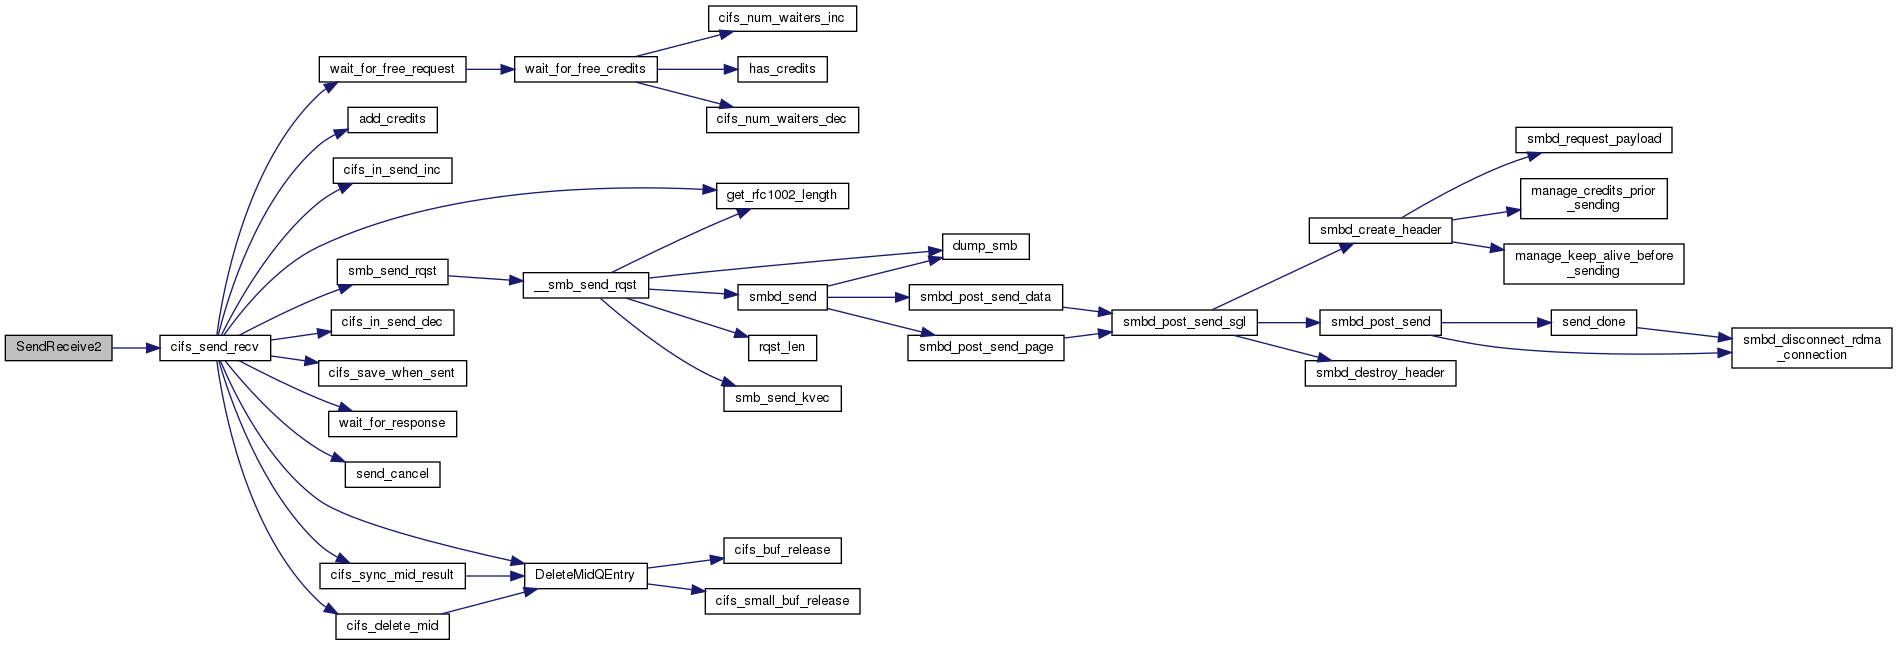 SendReceive2
cifs_send_recv
wait_for_free_request
add_credits
cifs_in_send_inc
smb_send_rqst
cifs_in_send_dec
cifs_save_when_sent
wait_for_response
send_cancel
cifs_sync_mid_result
cifs_delete_mid
wait_for_free_credits
__smb_send_rqst
DeleteMidQEntry
cifs_num_waiters_inc
has_credits
cifs_num_waiters_dec
get_rfc1002_length
smbd_send
rqst_len
smb_send_kvec
cifs_buf_release
cifs_small_buf_release
dump_smb
smbd_post_send_data
smbd_post_send_page
smbd_post_send_sgl
smbd_create_header
smbd_post_send
smbd_destroy_header
smbd_request_payload
manage_credits_prior
_sending
manage_keep_alive_before
_sending
send_done
smbd_disconnect_rdma
_connection